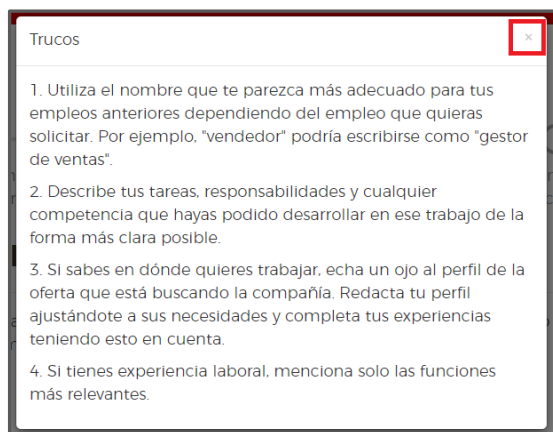 Trucos
×
1. Utiliza el nombre que te parezca más adecuado para tus
empleos anteriores dependiendo del empleo que quieras
solicitar. Por ejemplo, "vendedor" podría escribirse como "gestor
de ventas".
2. Describe tus tareas, responsabilidades y cualquier
competencia que hayas podido desarrollar en ese trabajo de la
forma más clara posible.
3. Si sabes en dónde quieres trabajar, echa un ojo al perfil de la
oferta que está buscando la compañía. Redacta tu perfil
ajustándote a sus necesidades y completa tus experiencias
teniendo esto en cuenta.
4. Si tienes experiencia laboral, menciona solo las funciones
más relevantes.